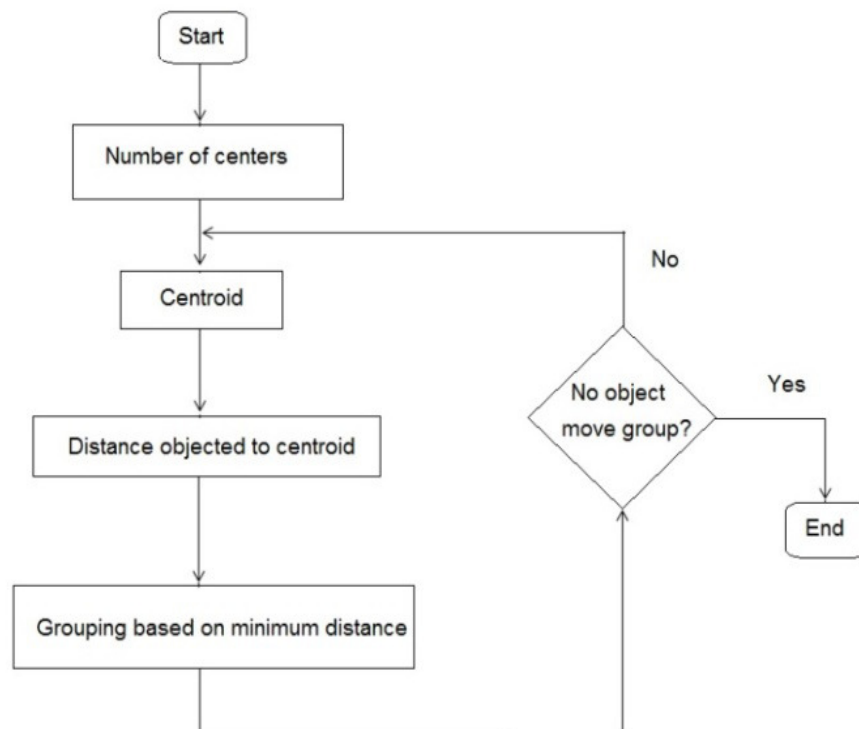 Start
Number of centers
Centroid
Distance objected to centroid
Grouping based on minimum distance
No object
move group?
No
Yes
End